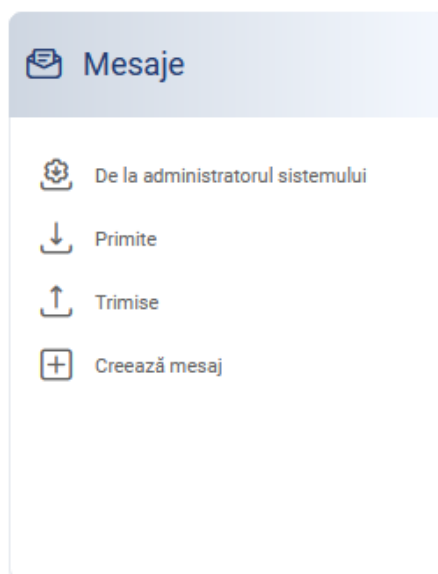 Mesaje
De la administratorul sistemului
Primite
Trimise
Creează mesaj